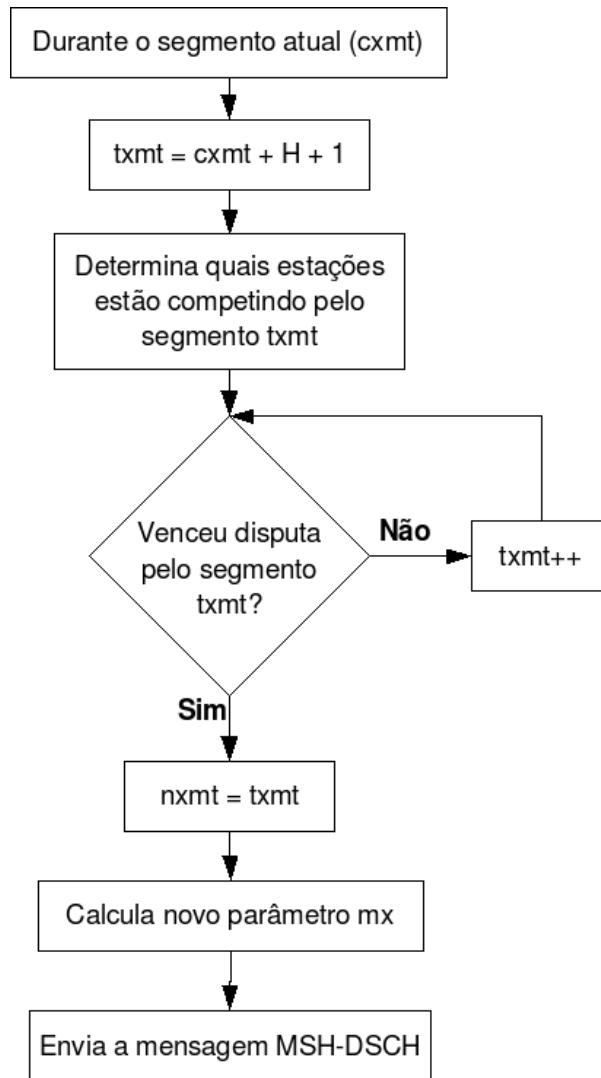 Durante o segmento atual (cxmt)
txmt = cxmt + H + 1
Determina quais estações
estão competindo pelo
segmento txmt
Venceu disputa
pelo segmento
txmt?
Não
txmt++
Sim
nxmt = txmt
Calcula novo parâmetro mx
Envia a mensagem MSH-DSCH